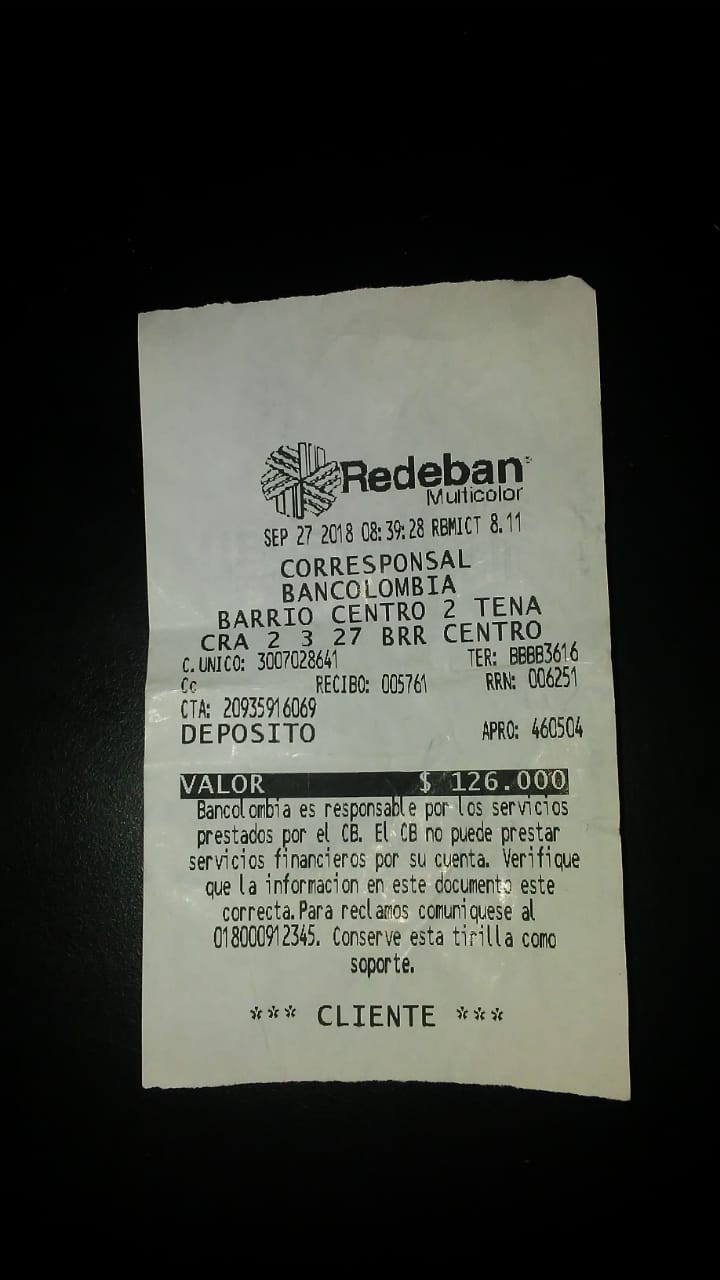 Redeban
Multicolor
SEP 27 2018 08:39:28 RBMICT 8.11
CORRESPONSAL
BANCOLOMBIA
BARRIO CENTRO 2 TENA
CRA 2 3 27 BRR CENTRO
C. UNICO: 3007028641 TER: BBBB3616
Cc RECIBO: 005761 RRN: 006251
CTA: 20935916069
DEPOSITO APRO: 460504
VALOR $ 126.000
Bancolombia es responsable por los servicios
prestados por el CB. El CB no puede prestar
servicios financieros por su cuenta. Verifique
que la informacion en este documento este
correcta. Para reclamos comuniquese al
018000912345. Conserve esta tirilla como
soporte.
*** CLIENTE ***